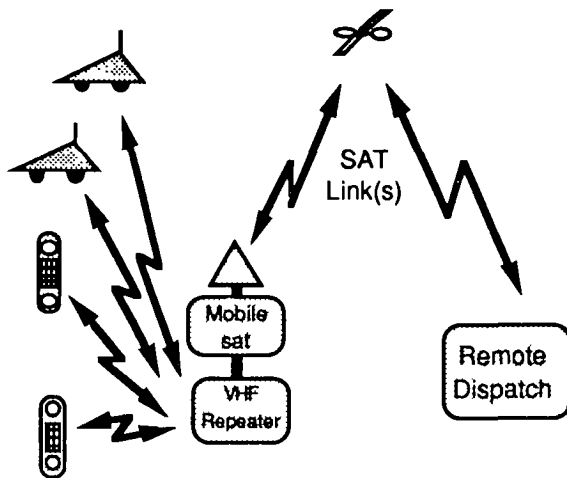 SAT
Link(s)
Mobile
sat
VHF
Repeater
Remote
Dispatch